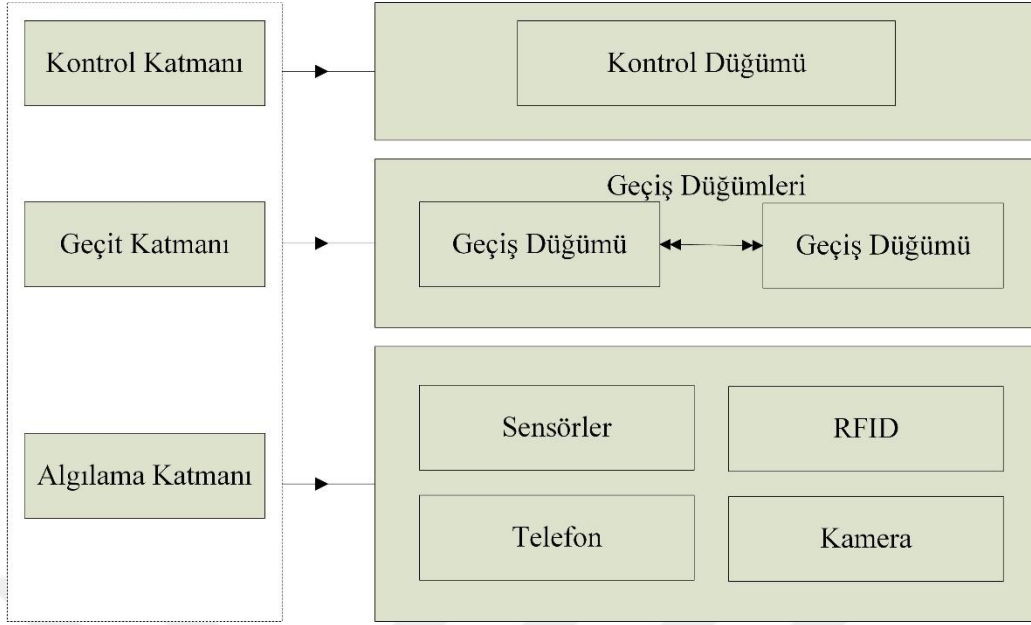 Kontrol Katmanı
Kontrol Düğümü
Geçit Katmanı
Geçiş Düğümleri
Geçiş Düğümü
Geçiş Düğümü
Algılama Katmanı
Sensörler
RFID
Telefon
Kamera